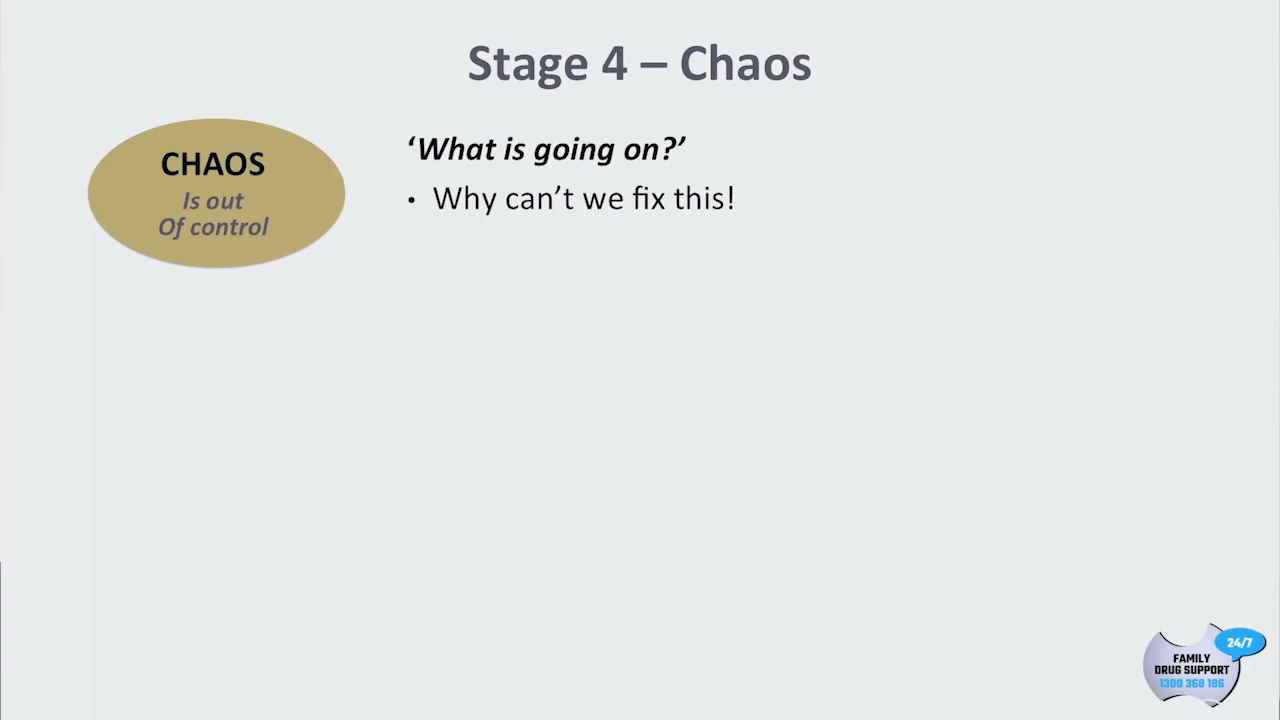 Stage 4 – Chaos
CHAOS
Is out
Of control
‘What is going on?’
• Why can’t we fix this!
24/7
FAMILY
DRUG SUPPORT
1300 368 186